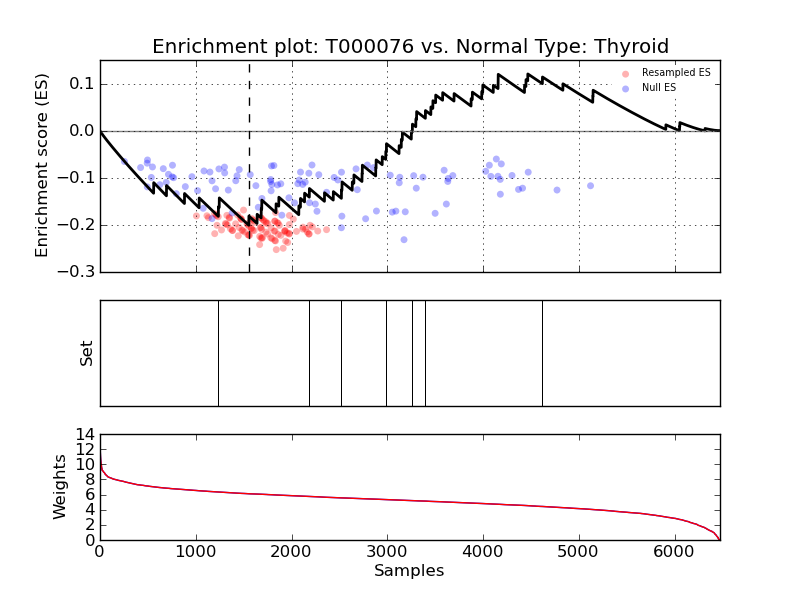 Enrichment plot: T000076 vs. Normal Type: Thyroid
Enrichment score (ES)
0.1
0.0
−0.1
−0.2
−0.3
Resampled ES
Null ES
Set
Weights
14
12
10
8
6
4
2
0
0 1000 2000 3000 4000 5000 6000
Samples